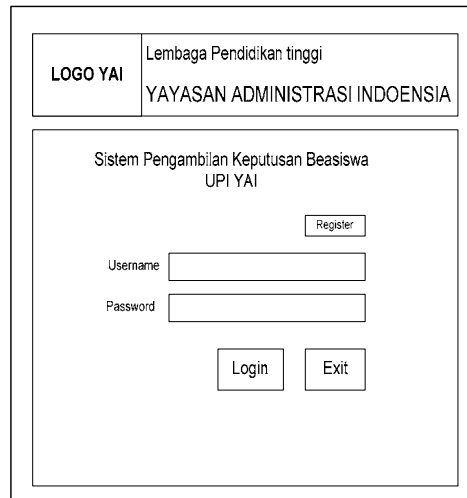 LOGO YAI
Lembaga Pendidikan tinggi
YAYASAN ADMINISTRASI INDOENSIA
Sistem Pengambilan Keputusan Beasiswa
UPI YAI
Register
Username
Password
Login
Exit